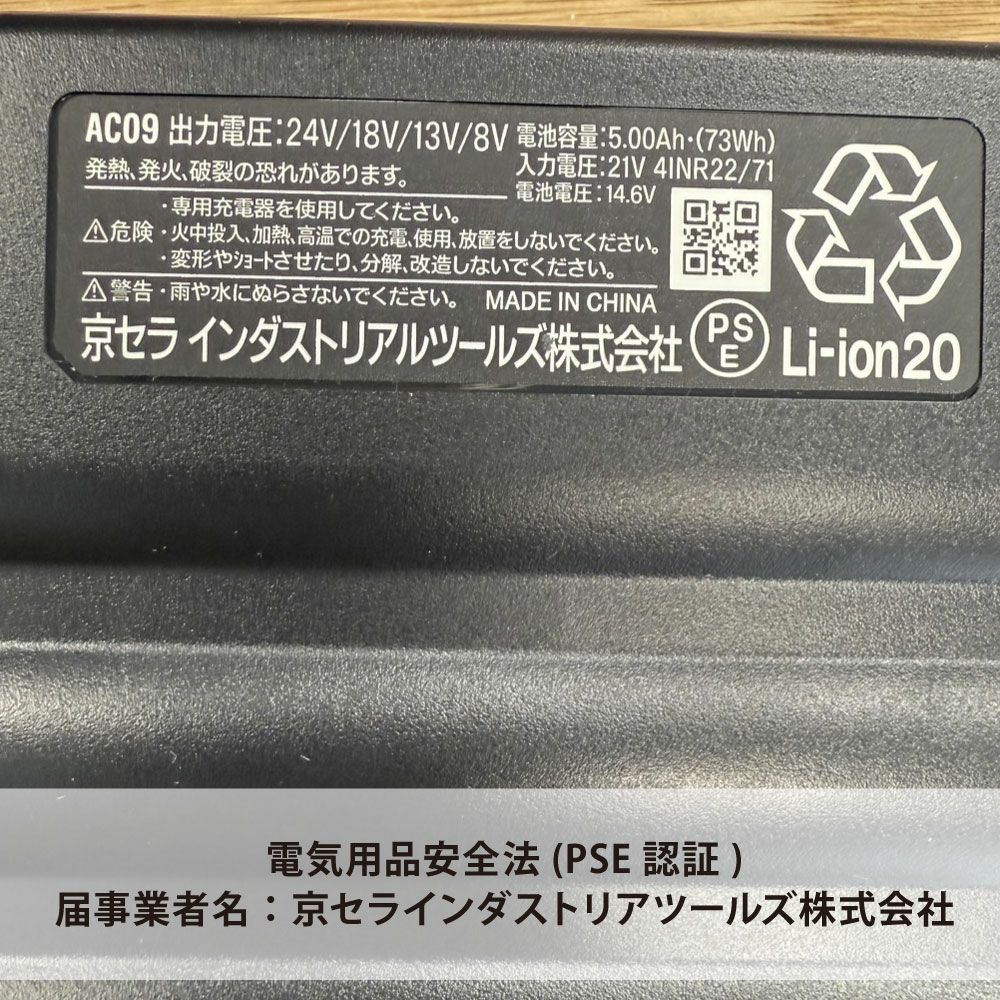 AC09 出力電圧:24V/18V/13V/8V 電池容量:5.00Ah・(73Wh)
発熱、発火、破裂の恐れがあります。 入力電圧:21V 4INR22/71
電池電圧:14.6V
・専用充電器を使用してください。
⚠危険 ・火中投入、加熱、高温での充電、使用、放置をしないでください。
・変形やショートさせたり、分解、改造しないでください。
⚠警告・雨や水にぬらさないでください。 MADE IN CHINA
京セラ インダストリアルツールズ株式会社 PSE Li-ion20
電気用品安全法 (PSE 認証 )
届事業者名：京セラインダストリアツールズ株式会社